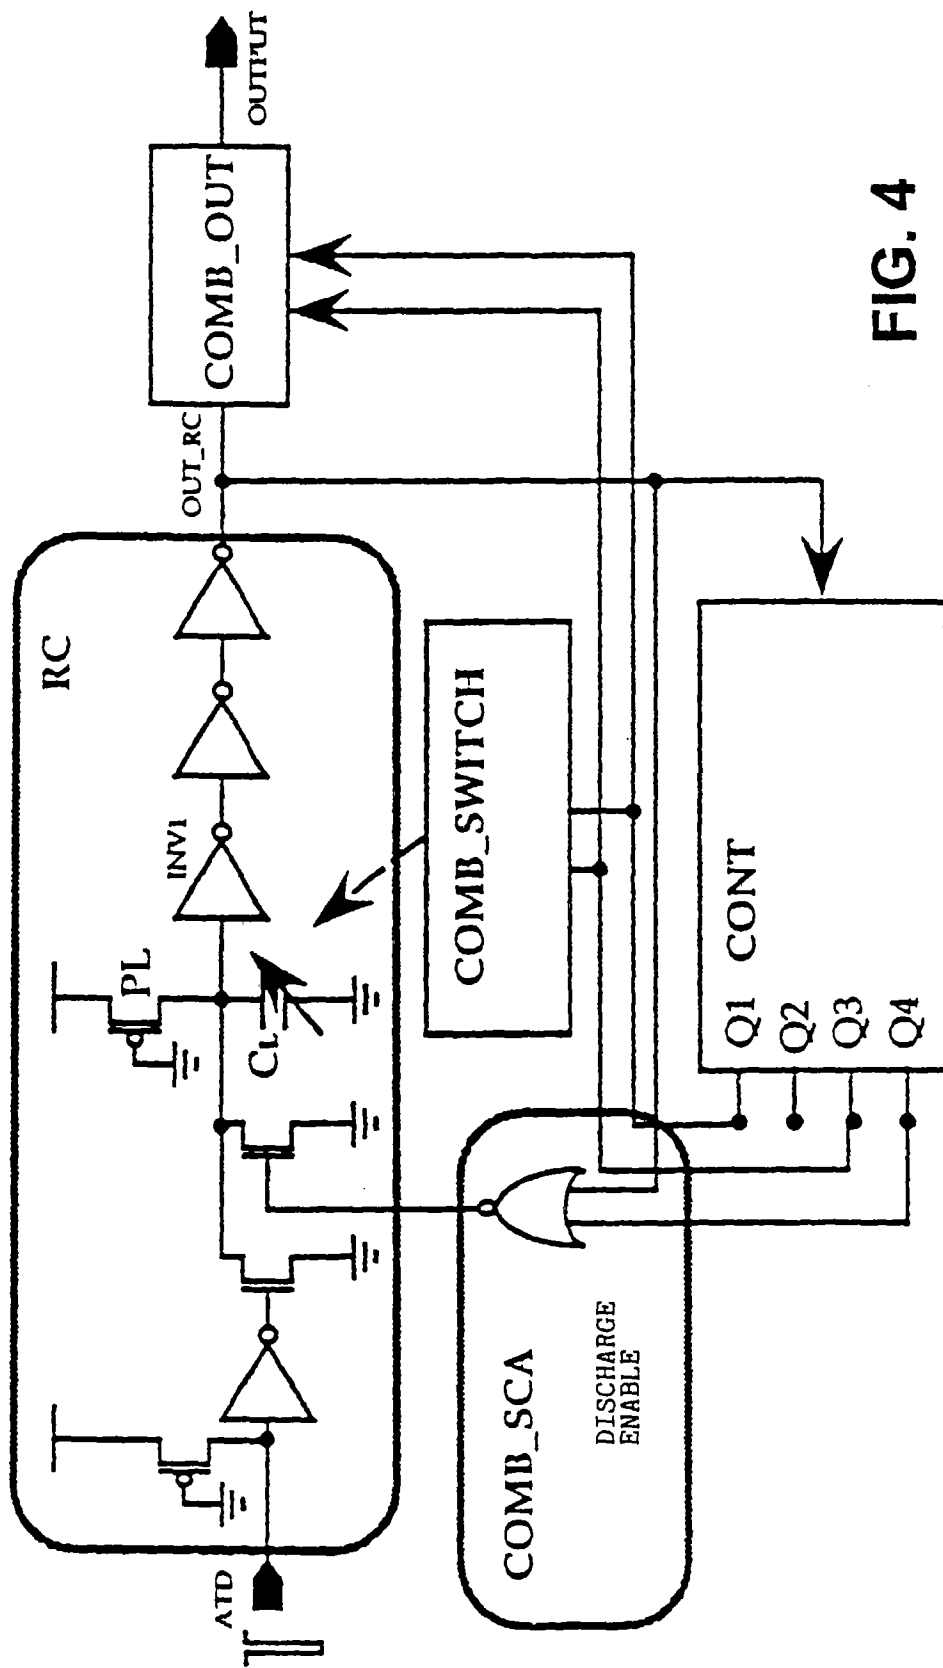 ATD
RC
PL
CL
INV1
OUT_RC
COMB_OUT
OUTPUT
COMB_SWITCH
COMB_SCA
DISCHARGE
ENABLE
CONT
Q1
Q2
Q3
Q4
FIG. 4